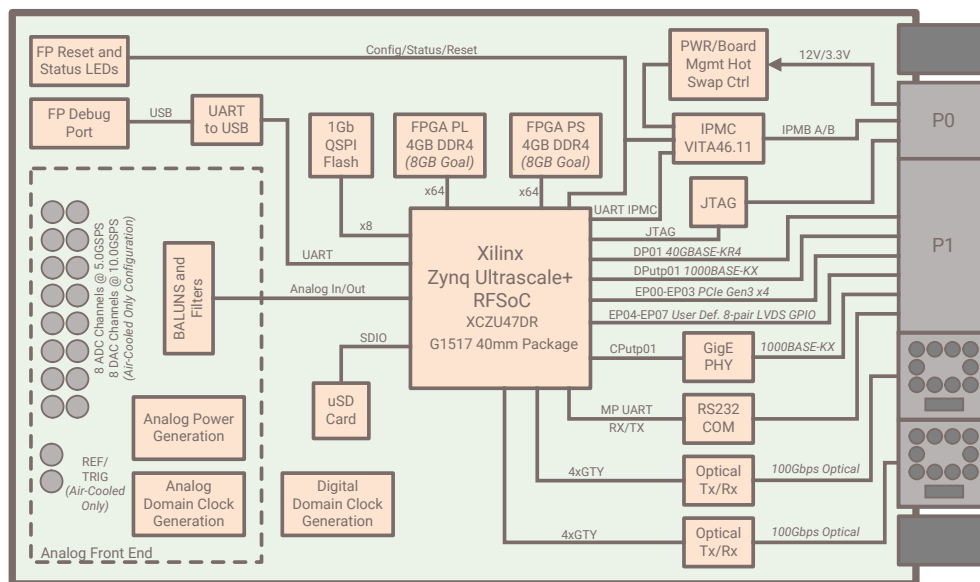 FP Reset and
Status LEDs
Config/Status/Reset
PWR/Board
Mgmt Hot
Swap Ctrl
12V/3.3V
FP Debug
Port
USB
UART
to USB
1Gb
QSPI
Flash
FPGA PL
4GB DDR4
(8GB Goal)
FPGA PS
4GB DDR4
(8GB Goal)
IPMC
VITA46.11
IPMB A/B
P0
x8
x64
x64
UART IPMC
JTAG
JTAG
UART
Xilinx
Zynq Ultrascale+
RFSoC
XCZU47DR
G1517 40mm Package
DP01 40GBASE-KR4
DPutp01 1000BASE-KX
EP00-EP03 PCIe Gen3 x4
EP04-EP07 User Def. 8-pair LVDS GPIO
P1
8 ADC Channels @ 5.0GSPS
8 DAC Channels @ 10.0GSPS
(Air-Cooled Only Configuration)
BALUNS and
Filters
Analog In/Out
SDIO
uSD
Card
CPutp01
GigE
PHY
1000BASE-KX
MP UART
RX/TX
RS232
COM
Analog Power
Generation
REF/
TRIG
(Air-Cooled
Only)
Analog
Domain Clock
Generation
Digital
Domain Clock
Generation
4xGTY
Optical
Tx/Rx
100Gbps Optical
4xGTY
Optical
Tx/Rx
100Gbps Optical
Analog Front End